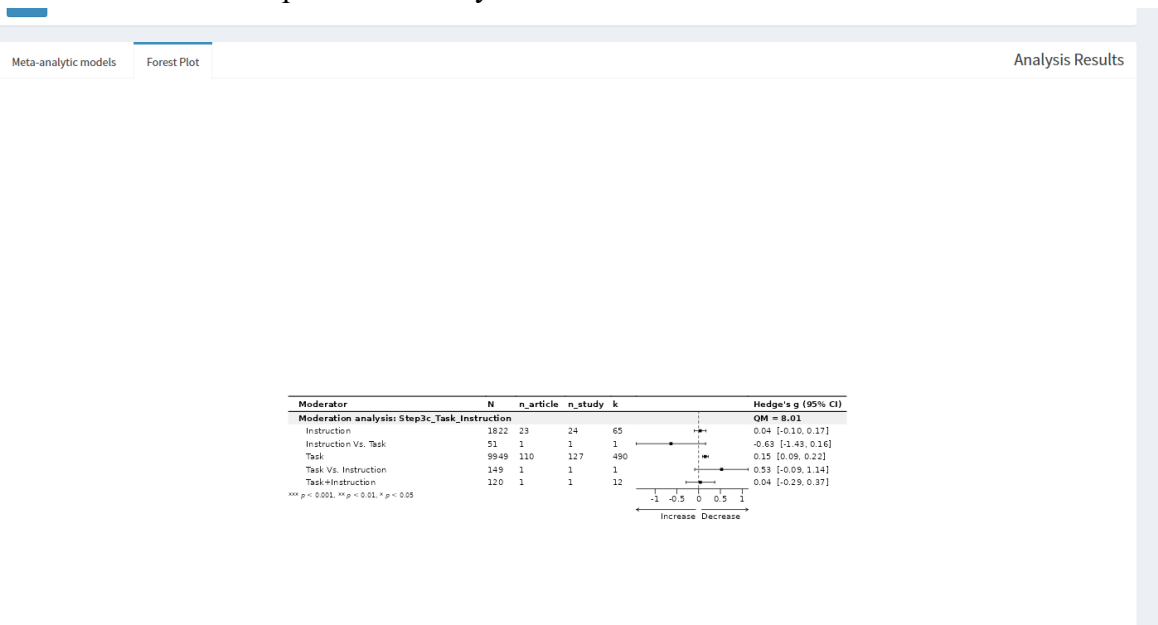 Meta-analytic models Forest Plot Analysis Results
Moderator N n_article n_study k Hedge's g (95% CI)
Moderation analysis: Step3c_Task_Instruction QM = 8.01
Instruction 1822 23 24 65 0.04 [-0.10, 0.17]
Instruction Vs. Task 51 1 1 1 -0.63 [-1.43, 0.16]
Task 9949 110 127 490 0.15 [0.09, 0.22]
Task Vs. Instruction 149 1 1 1 0.53 [-0.09, 1.14]
Task+Instruction 120 1 1 12 0.04 [-0.29, 0.37]
*** p < 0.001, ** p < 0.01, * p < 0.05
-1 -0.5 0 0.5 1
Increase Decrease